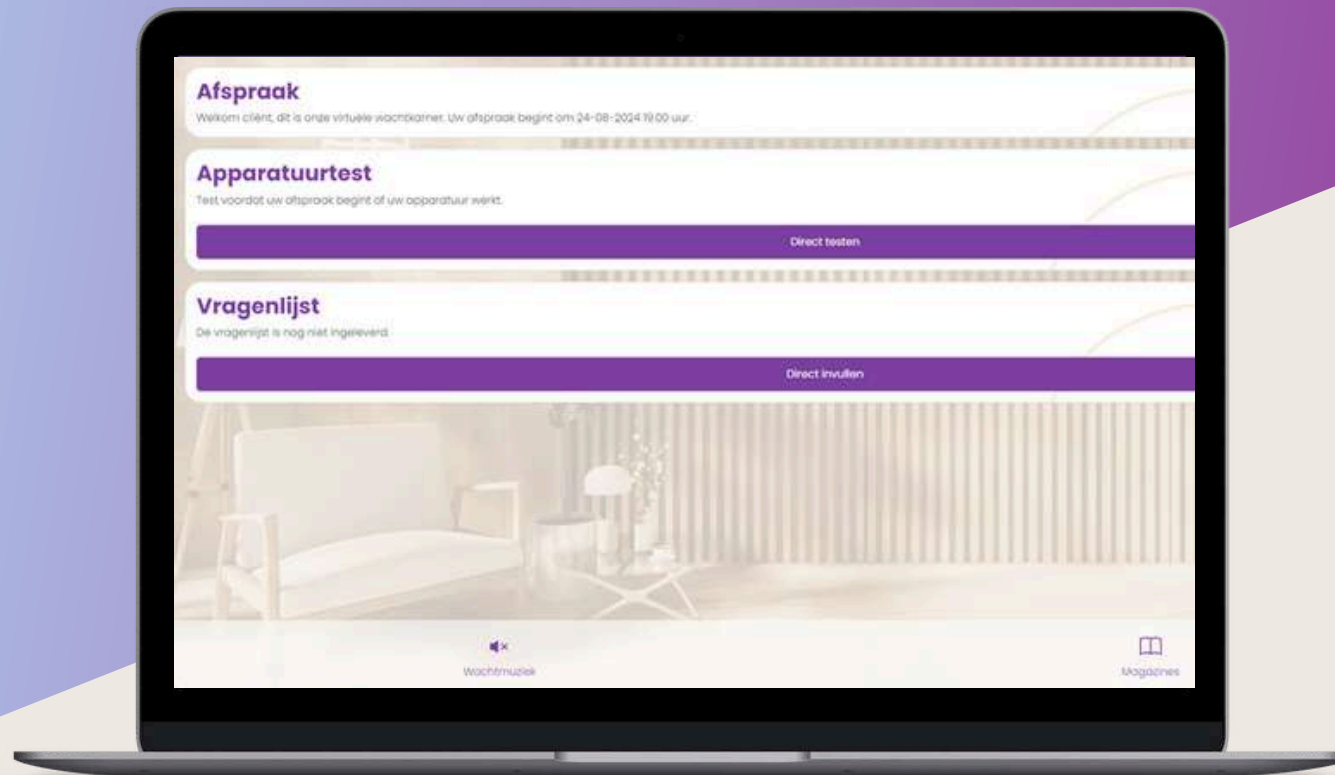 Afspraak
Welkom cliënt, dit is onze virtuele wachtkamer. Uw afspraak begint om 24-08-2024 19.00 uur.
Apparatuurtest
Test voordat uw afspraak begint of uw apparatuur werkt.
Direct testen
Vragenlijst
De vragenlijst is nog niet ingeleverd.
Direct invullen
Wachtmuziek
Magazines